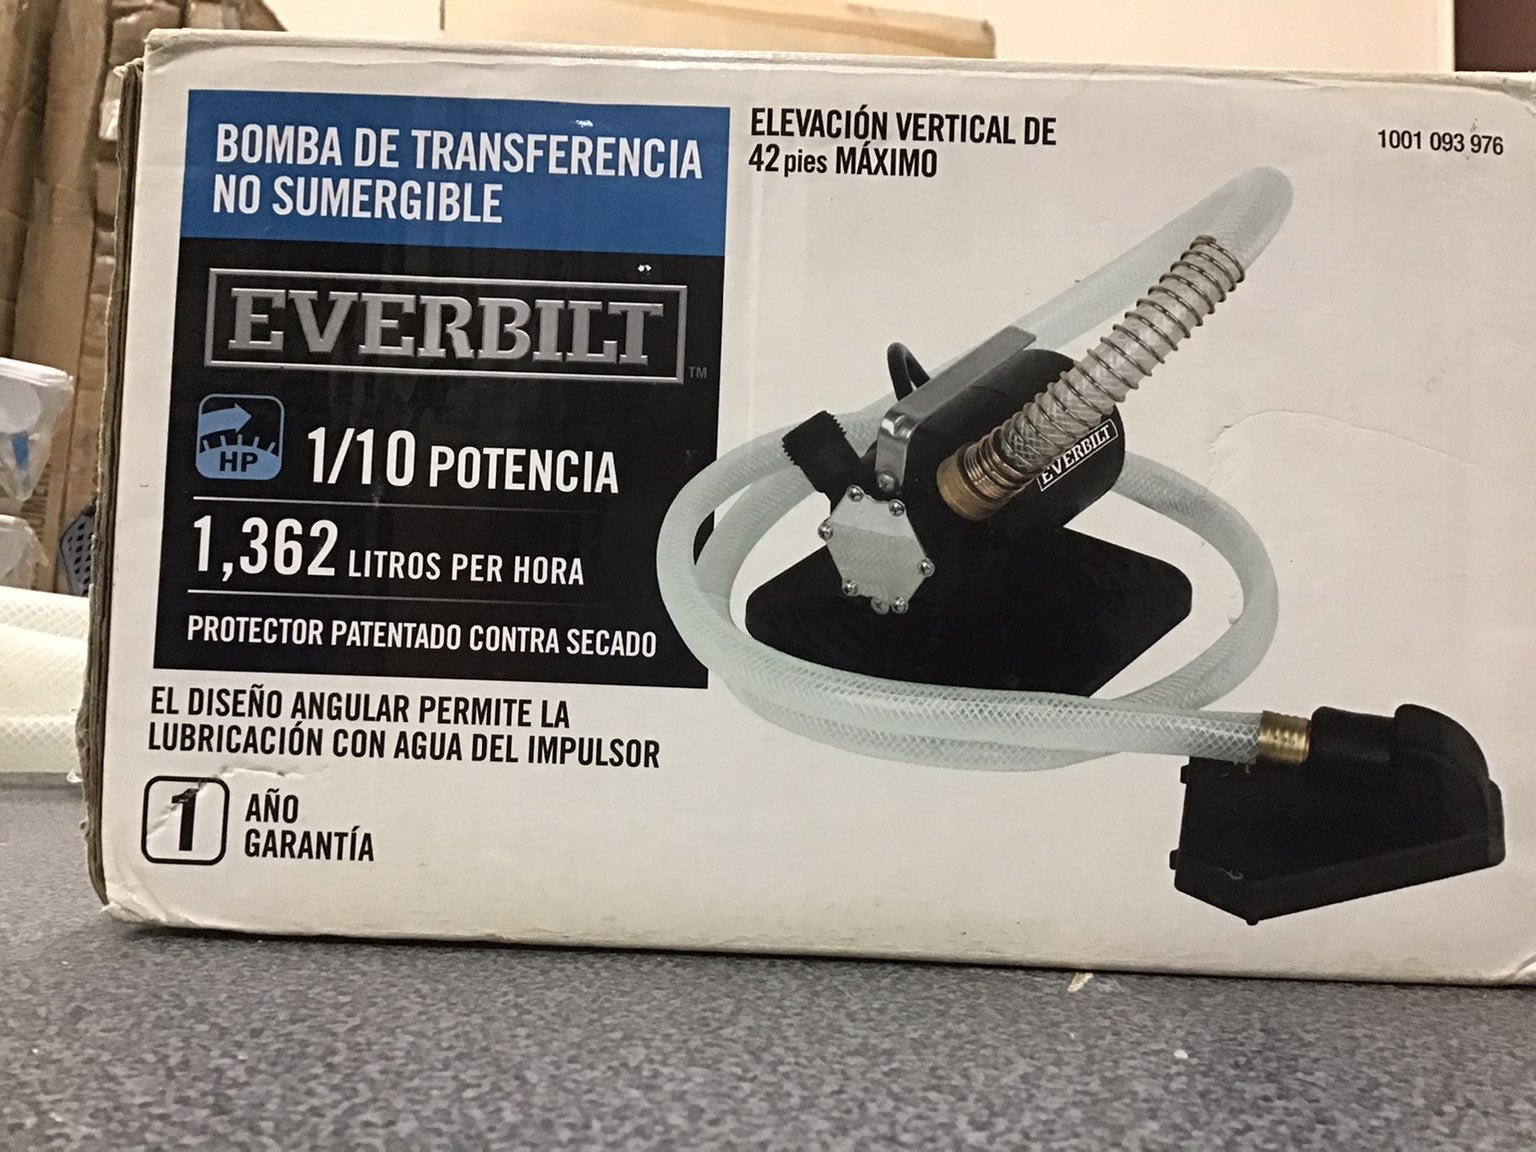 BOMBA DE TRANSFERENCIA
NO SUMERGIBLE
EVERBILT
TM
HP
1/10 POTENCIA
1,362 LITROS PER HORA
PROTECTOR PATENTADO CONTRA SECADO
EL DISEÑO ANGULAR PERMITE LA
LUBRICACIÓN CON AGUA DEL IMPULSOR
1
AÑO
GARANTÍA
ELEVACIÓN VERTICAL DE
42 pies MÁXIMO
1001 093 976
EVERBILT